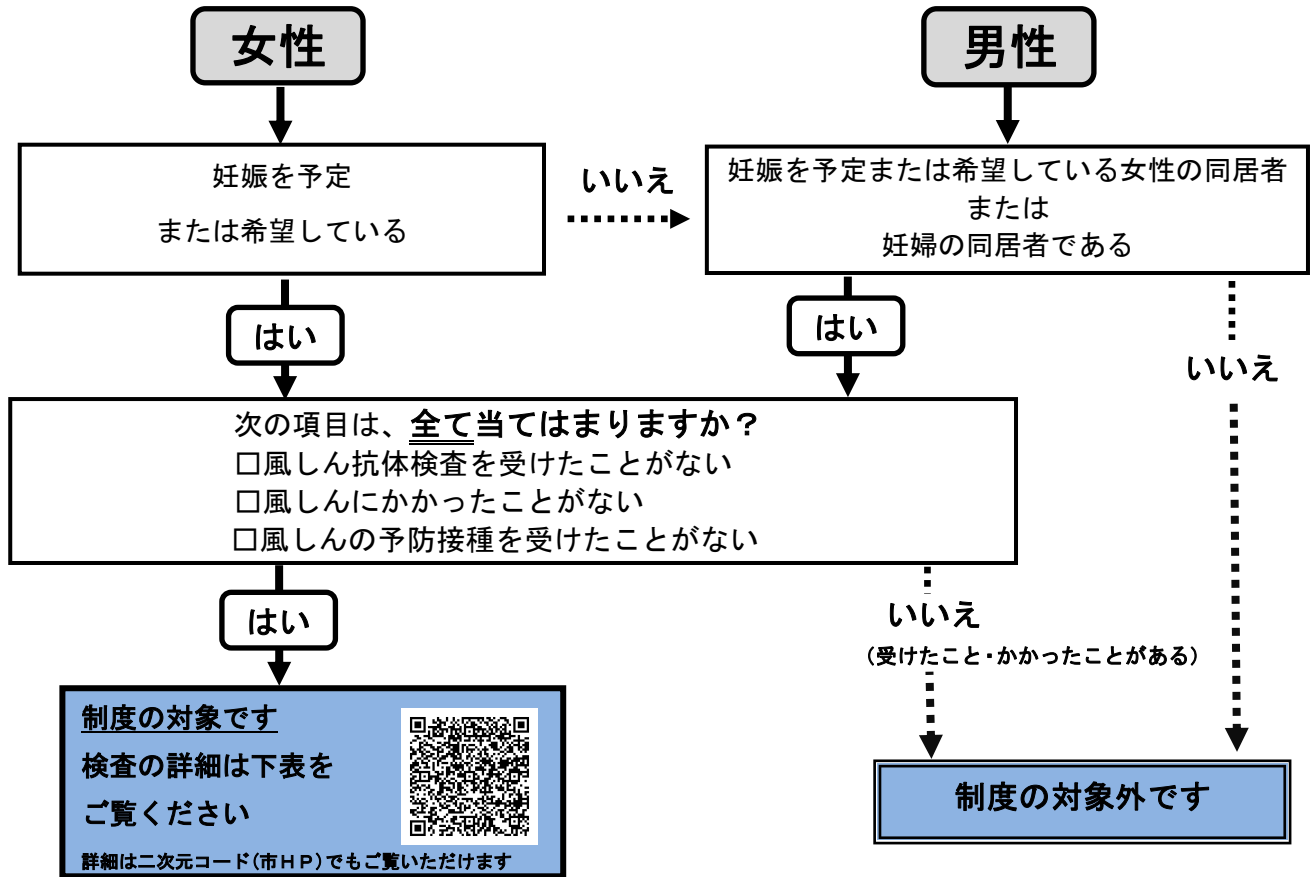 女性
男性
妊娠を予定
または希望している
いいえ
妊娠を予定または希望している女性の同居者
または
妊婦の同居者である
はい
はい
いいえ
次の項目は、全て当てはまりますか？
□風しん抗体検査を受けたことがない
□風しんにかかったことがない
□風しんの予防接種を受けたことがない
はい
いいえ
（受けたこと・かかったことがある）
制度の対象です
検査の詳細は下表を
ご覧ください
詳細は二次元コード（市ＨＰ）でもご覧いただけます
制度の対象外です